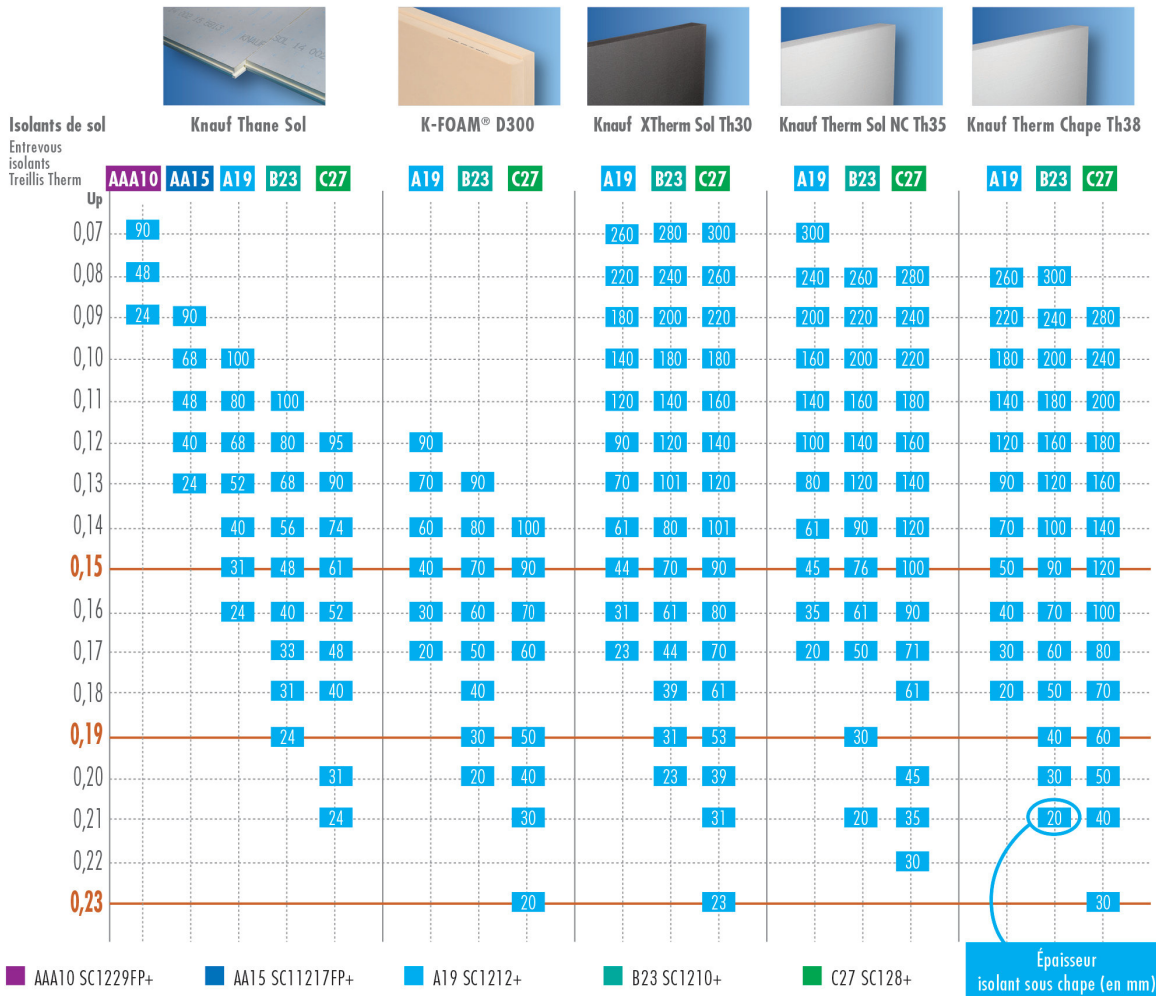 Isolants de sol
Entrevous
isolants
Treillis Therm
Knauf Thane Sol K-FOAM® D300 Knauf XTherm Sol Th30 Knauf Therm Sol NC Th35 Knauf Therm Chape Th38
AAA10 AA15 A19 B23 C27 A19 B23 C27 A19 B23 C27 A19 B23 C27 A19 B23 C27
Up
0,07 90 260 280 300 300
0,08 48 220 240 260 240 260 280 260 300
0,09 24 90 180 200 220 200 220 240 220 240 280
0,10 68 100 140 180 180 160 200 220 180 200 240
0,11 48 80 100 120 140 160 140 160 180 140 180 200
0,12 40 68 80 95 90 90 120 140 100 140 160 120 160 180
0,13 24 52 68 90 70 90 70 101 120 80 120 140 90 120 160
0,14 40 56 74 60 80 100 61 80 101 61 90 120 70 100 140
0,15 31 48 61 40 70 90 44 70 90 45 76 100 50 90 120
0,16 24 40 52 30 60 70 31 61 80 35 61 90 40 70 100
0,17 33 48 20 50 60 23 44 70 20 50 71 30 60 80
0,18 31 40 40 39 61 61 20 50 70
0,19 24 30 50 31 53 30 40 60
0,20 31 20 40 23 39 45 30 50
0,21 24 30 31 20 35 20 40
0,22 30
0,23 20 23 30
AAA10 SC1229FP+ AA15 SC11217FP+ A19 SC1212+ B23 SC1210+ C27 SC128+
Épaisseur
isolant sous chape (en mm)